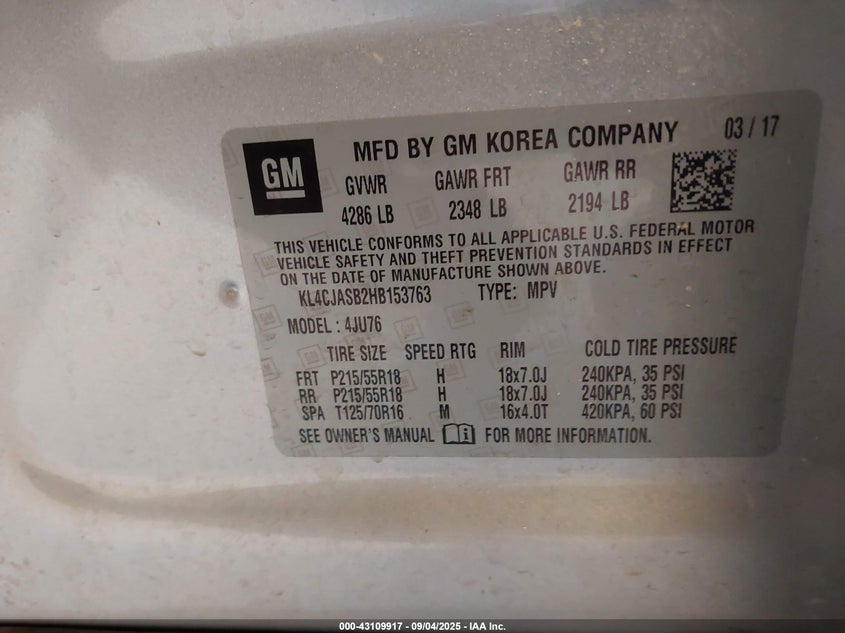 GM
MFD BY GM KOREA COMPANY 03 / 17
GVWR GAWR FRT GAWR RR
4286 LB 2348 LB 2194 LB
THIS VEHICLE CONFORMS TO ALL APPLICABLE U.S. FEDERAL MOTOR
VEHICLE SAFETY AND THEFT PREVENTION STANDARDS IN EFFECT
ON THE DATE OF MANUFACTURE SHOWN ABOVE.
KL4CJASB2HB153763 TYPE: MPV
MODEL : 4JU76
TIRE SIZE SPEED RTG RIM COLD TIRE PRESSURE
FRT P215/55R18 H 18x7.0J 240KPA, 35 PSI
RR P215/55R18 H 18x7.0J 240KPA, 35 PSI
SPA T125/70R16 M 16x4.0T 420KPA, 60 PSI
SEE OWNER'S MANUAL FOR MORE INFORMATION.
000-43109917 - 09/04/2025 - IAA Inc.